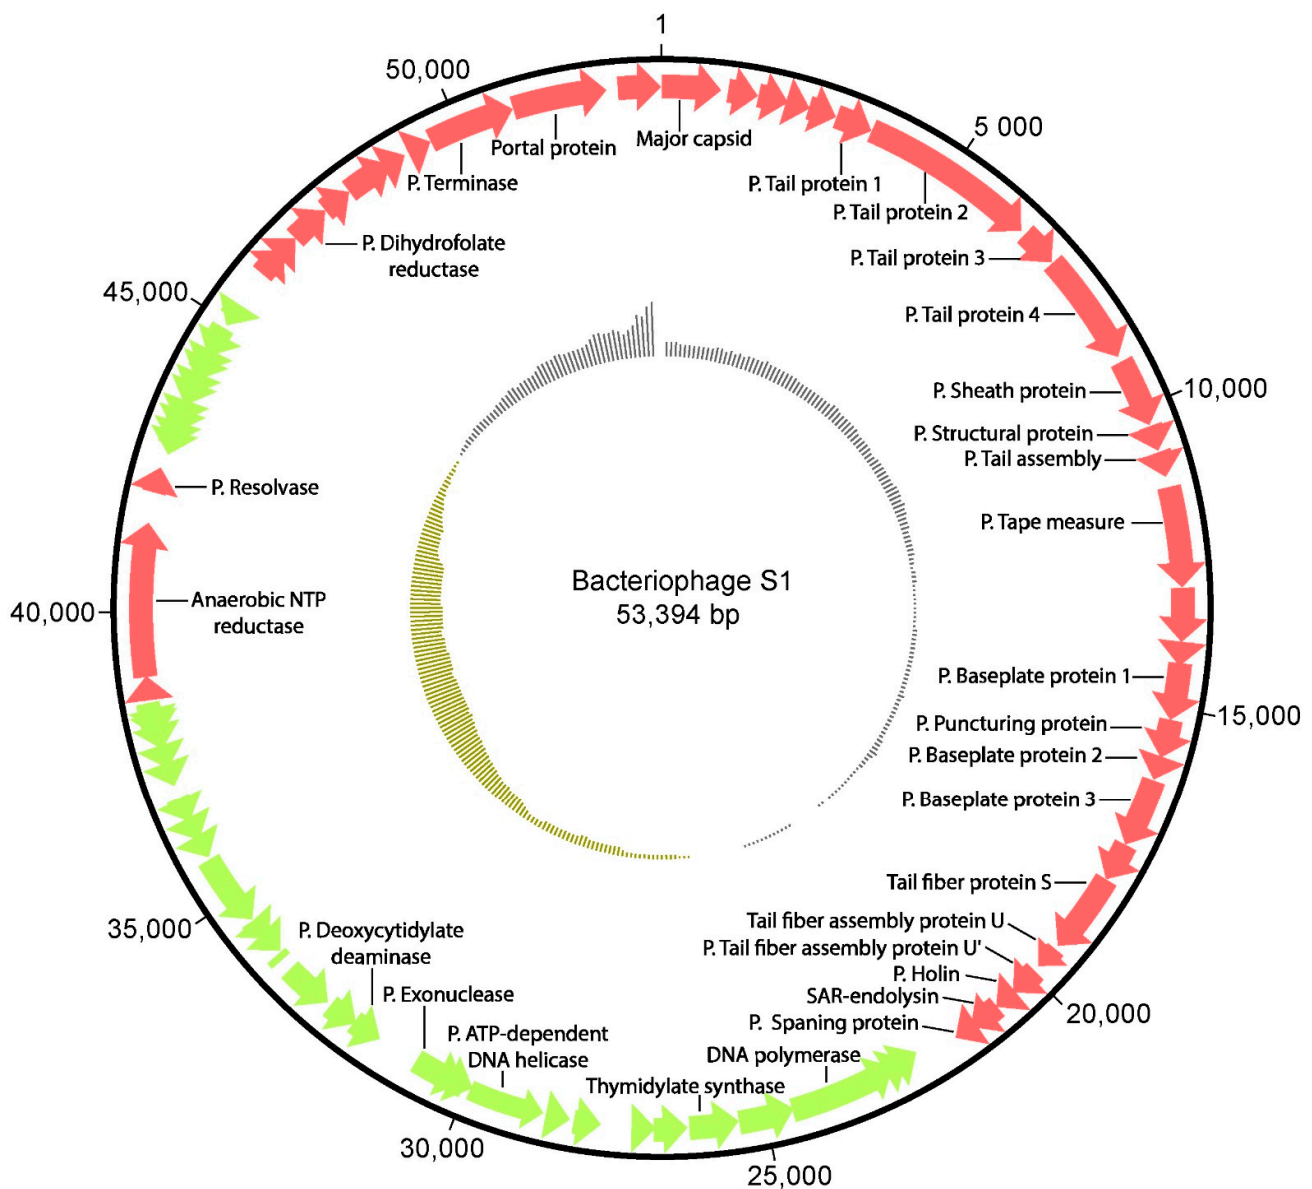 1
50,000
5 000
Major capsid
Portal protein
P. Terminase
P. Tail protein 1
P. Tail protein 2
P. Dihydrofolate
reductase
P. Tail protein 3
45,000
P. Tail protein 4
P. Sheath protein
10,000
P. Structural protein
P. Tail assembly
P. Resolvase
P. Tape measure
Bacteriophage S1
53,394 bp
Anaerobic NTP
reductase
40,000
P. Baseplate protein 1
15,000
P. Puncturing protein
P. Baseplate protein 2
P. Baseplate protein 3
Tail fiber protein S
Tail fiber assembly protein U
35,000
P. Deoxycytidylate
deaminase
P. Tail fiber assembly protein U'
P. Holin
P. Exonuclease
SAR-endolysin
20,000
P. Spaning protein
P. ATP-dependent
DNA helicase
DNA polymerase
Thymidylate synthase
30,000
25,000